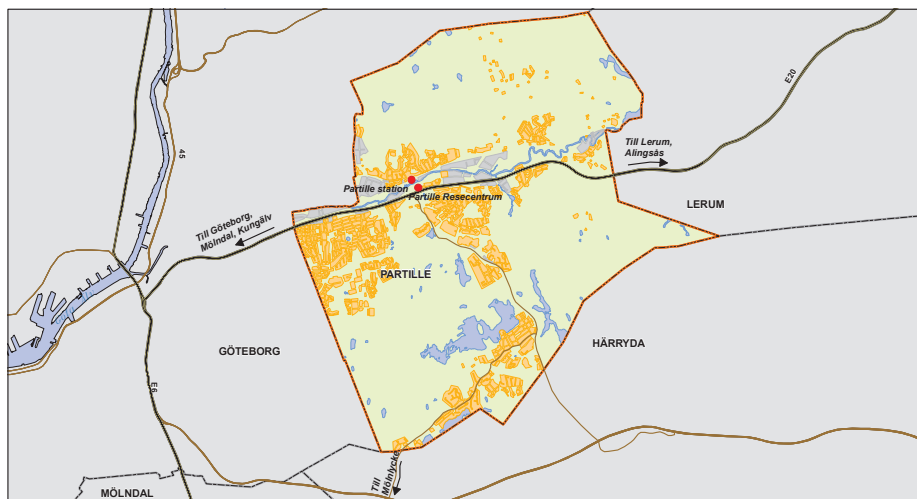 E20
45
Till Lerum,
Alingsås
Partille station
Partille Resecentrum
LERUM
Till Göteborg,
Mölndal, Kungälv
PARTILLE
GÖTEBORG
HÄRRYDA
E6
Till
Mölnlycke
MÖLNDAL